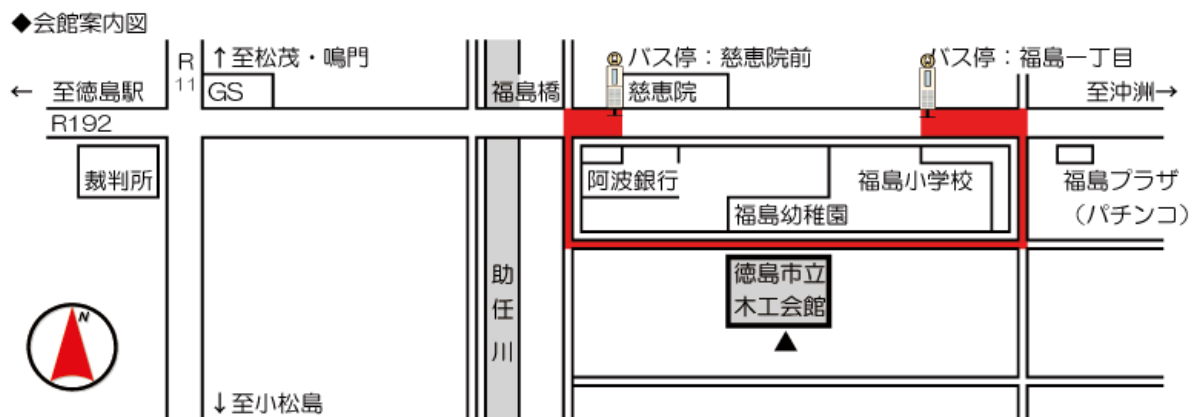 ◆会館案内図
R
11
↑至松茂・鳴門
バス停：慈恵院前
バス停：福島一丁目
← 至徳島駅
GS
福島橋
慈恵院
至沖洲→
R192
裁判所
阿波銀行
福島小学校
福島プラザ
（パチンコ）
福島幼稚園
助任川
徳島市立
木工会館
▲
N
↓至小松島